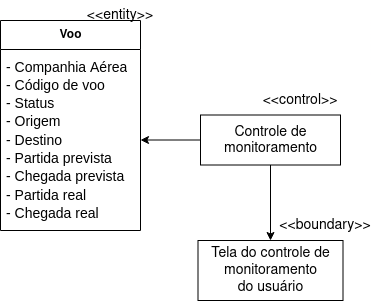 <<entity>>
Voo
- Companhia Aérea
- Código de voo
- Status
- Origem
- Destino
- Partida prevista
- Chegada prevista
- Partida real
- Chegada real
<<control>>
Controle de
monitoramento
<<boundary>>
Tela do controle de
monitoramento
do usuário